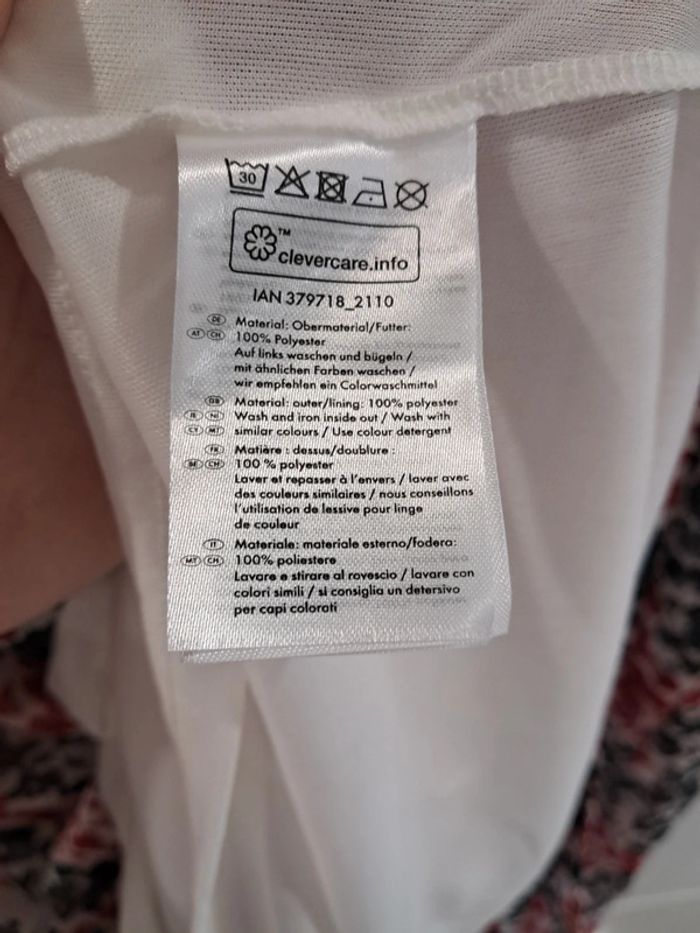 30
TM
clevercare.info
IAN 379718_2110
DE Material: Obermaterial/Futter:
AT CH 100% Polyester
Auf links waschen und bügeln /
mit ähnlichen Farben waschen /
wir empfehlen ein Colorwaschmittel
GB Material: outer/lining: 100% polyester
IE NI Wash and iron inside out / Wash with
CY MT similar colours / Use colour detergent
FR Matière : dessus/doublure :
BE CH 100 % polyester
Laver et repasser à l'envers / laver avec
des couleurs similaires / nous conseillons
l'utilisation de lessive pour linge
de couleur
IT Materiale: materiale esterno/fodera:
MT CH 100% poliestere
Lavare e stirare al rovescio / lavare con
colori simili / si consiglia un detersivo
per capi colorati